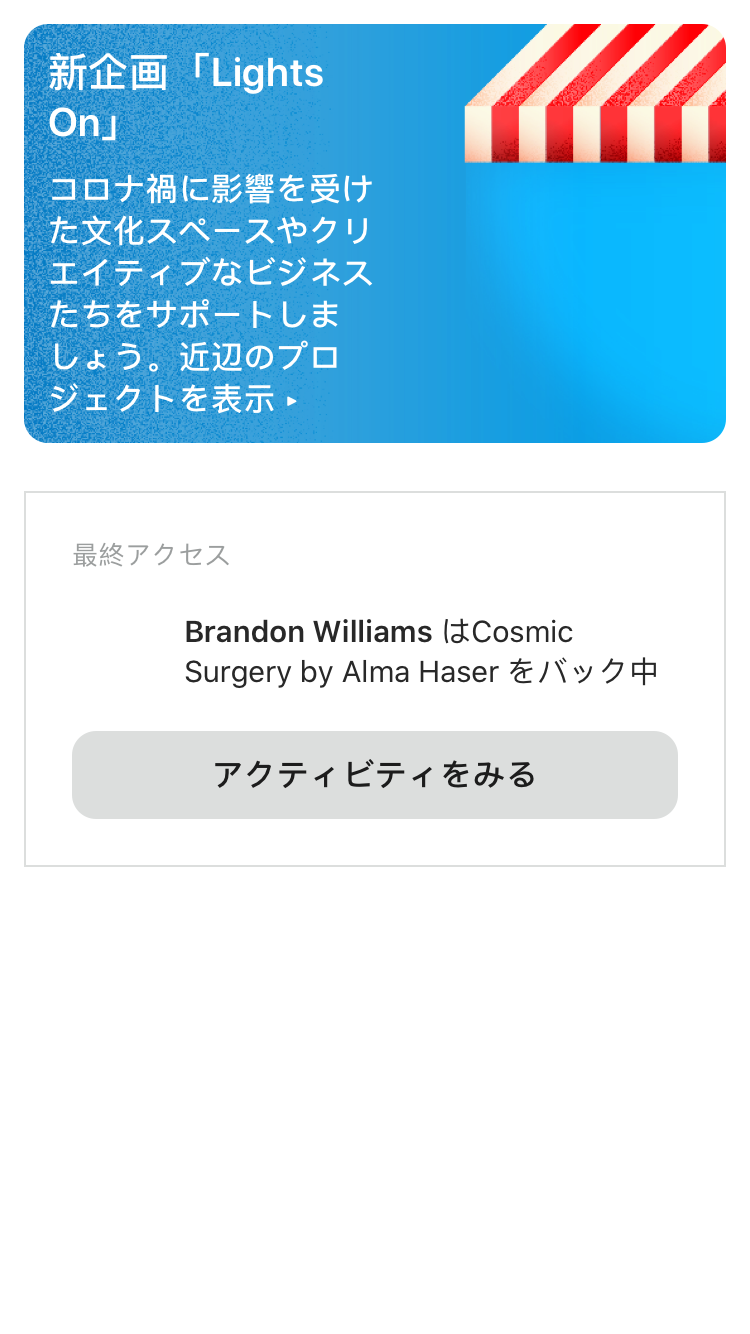 新企画「Lights
On」
コロナ禍に影響を受け
た文化スペースやクリ
エイティブなビジネス
たちをサポートしま
しょう。近辺のプロ
ジェクトを表示 ▸
最終アクセス
Brandon Williams はCosmic
Surgery by Alma Haser をバック中
アクティビティをみる